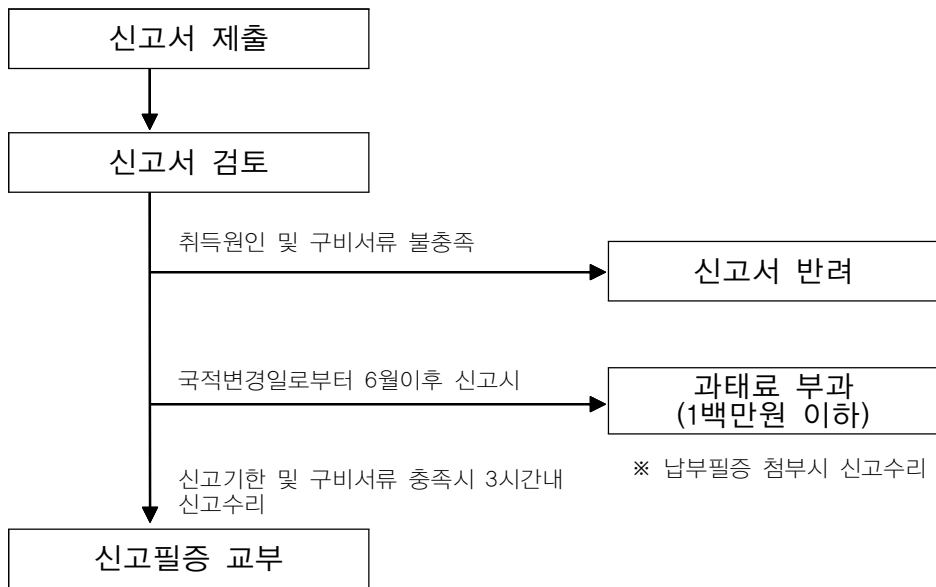 신고서 제출
신고서 검토
취득원인 및 구비서류 불충족
신고서 반려
국적변경일로부터 6월이후 신고시
과태료 부과
(1백만원 이하)
※ 납부필증 첨부시 신고수리
신고기한 및 구비서류 충족시 3시간내
신고수리
신고필증 교부